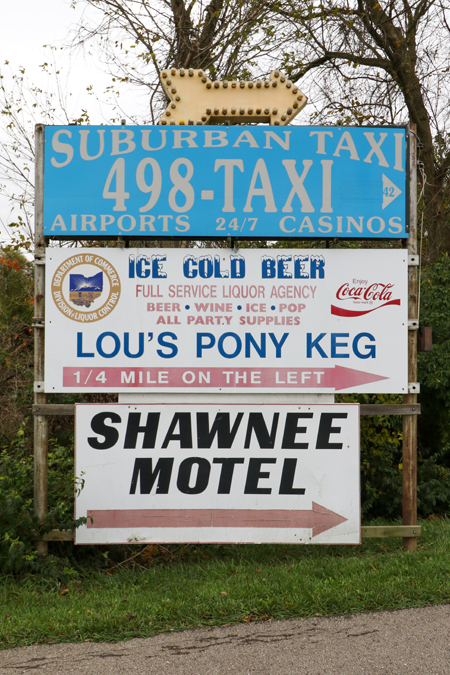 SUBURBAN TAXI
498-TAXI
42
AIRPORTS 24/7 CASINOS
DEPARTMENT OF COMMERCE
DIVISION of LIQUOR CONTROL
ICE COLD BEER
FULL SERVICE LIQUOR AGENCY
BEER • WINE • ICE • POP
ALL PARTY SUPPLIES
Enjoy
Coca-Cola
LOU'S PONY KEG
1/4 MILE ON THE LEFT
SHAWNEE
MOTEL